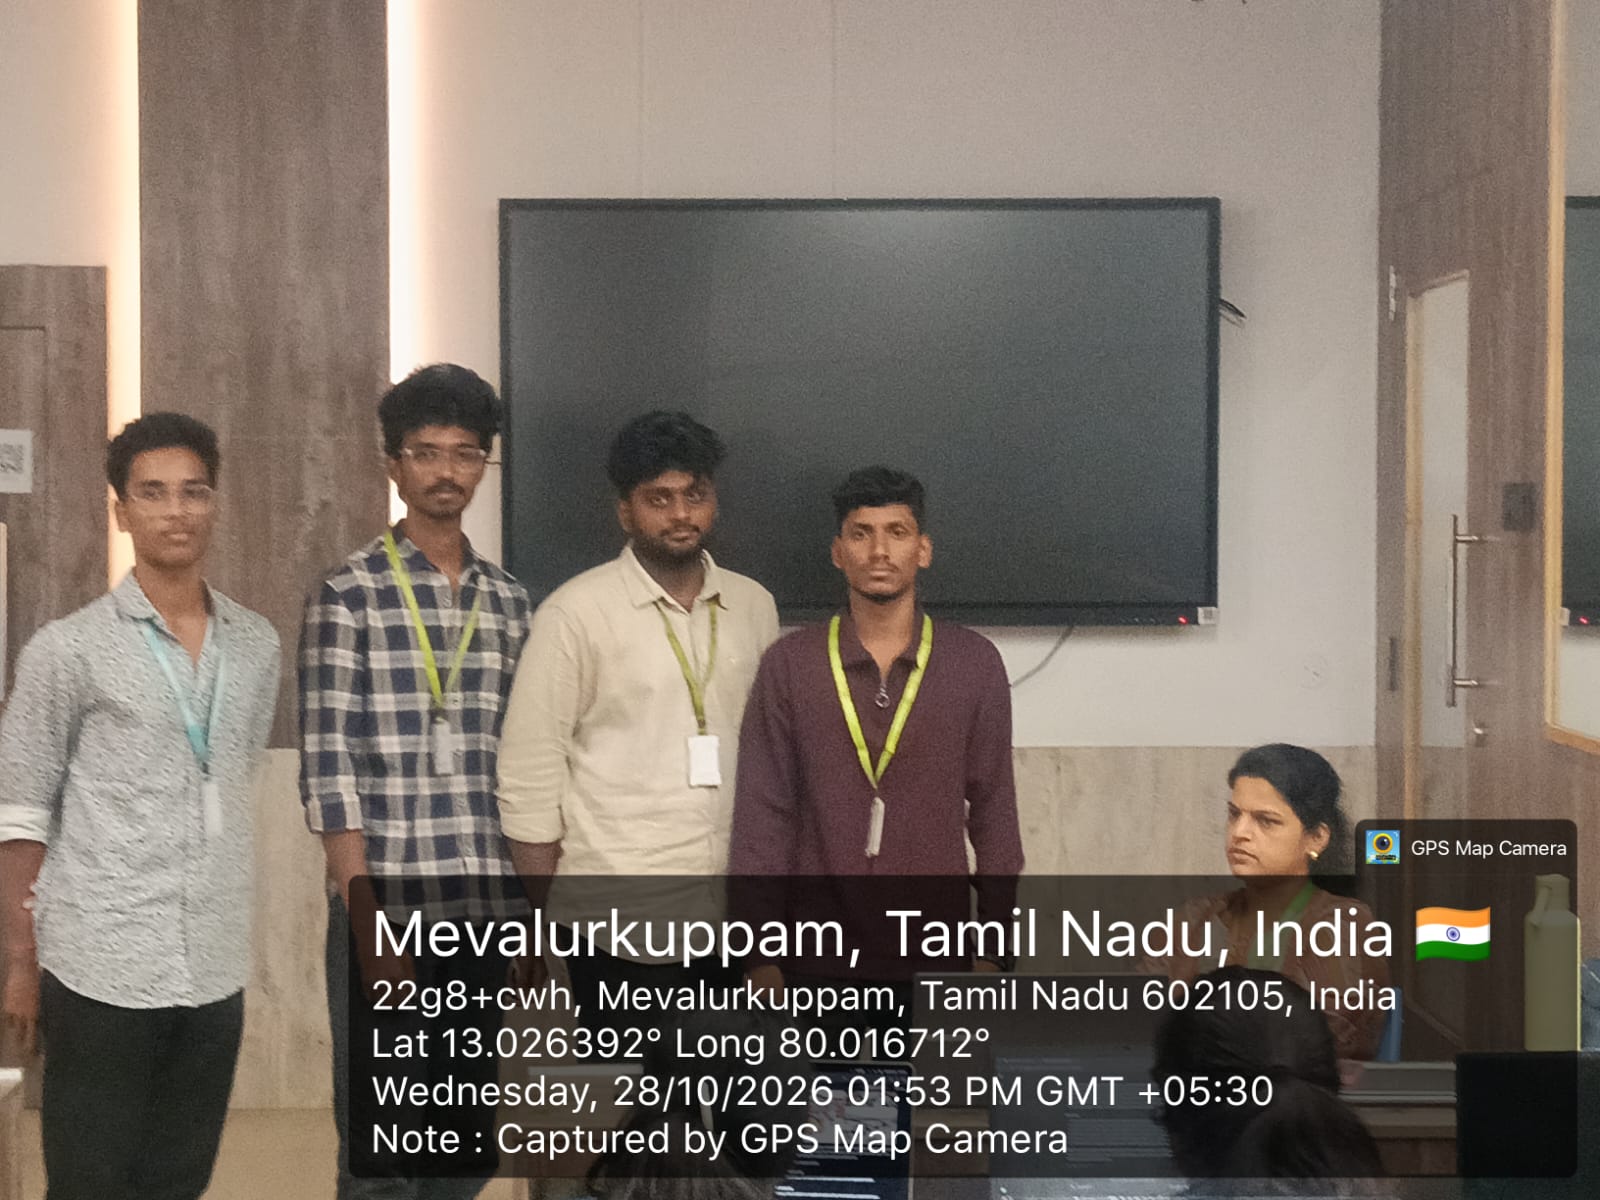 GPS Map Camera
Mevalurkuppam, Tamil Nadu, India
22g8+cwh, Mevalurkuppam, Tamil Nadu 602105, India
Lat 13.026392° Long 80.016712°
Wednesday, 28/10/2026 01:53 PM GMT +05:30
Note : Captured by GPS Map Camera